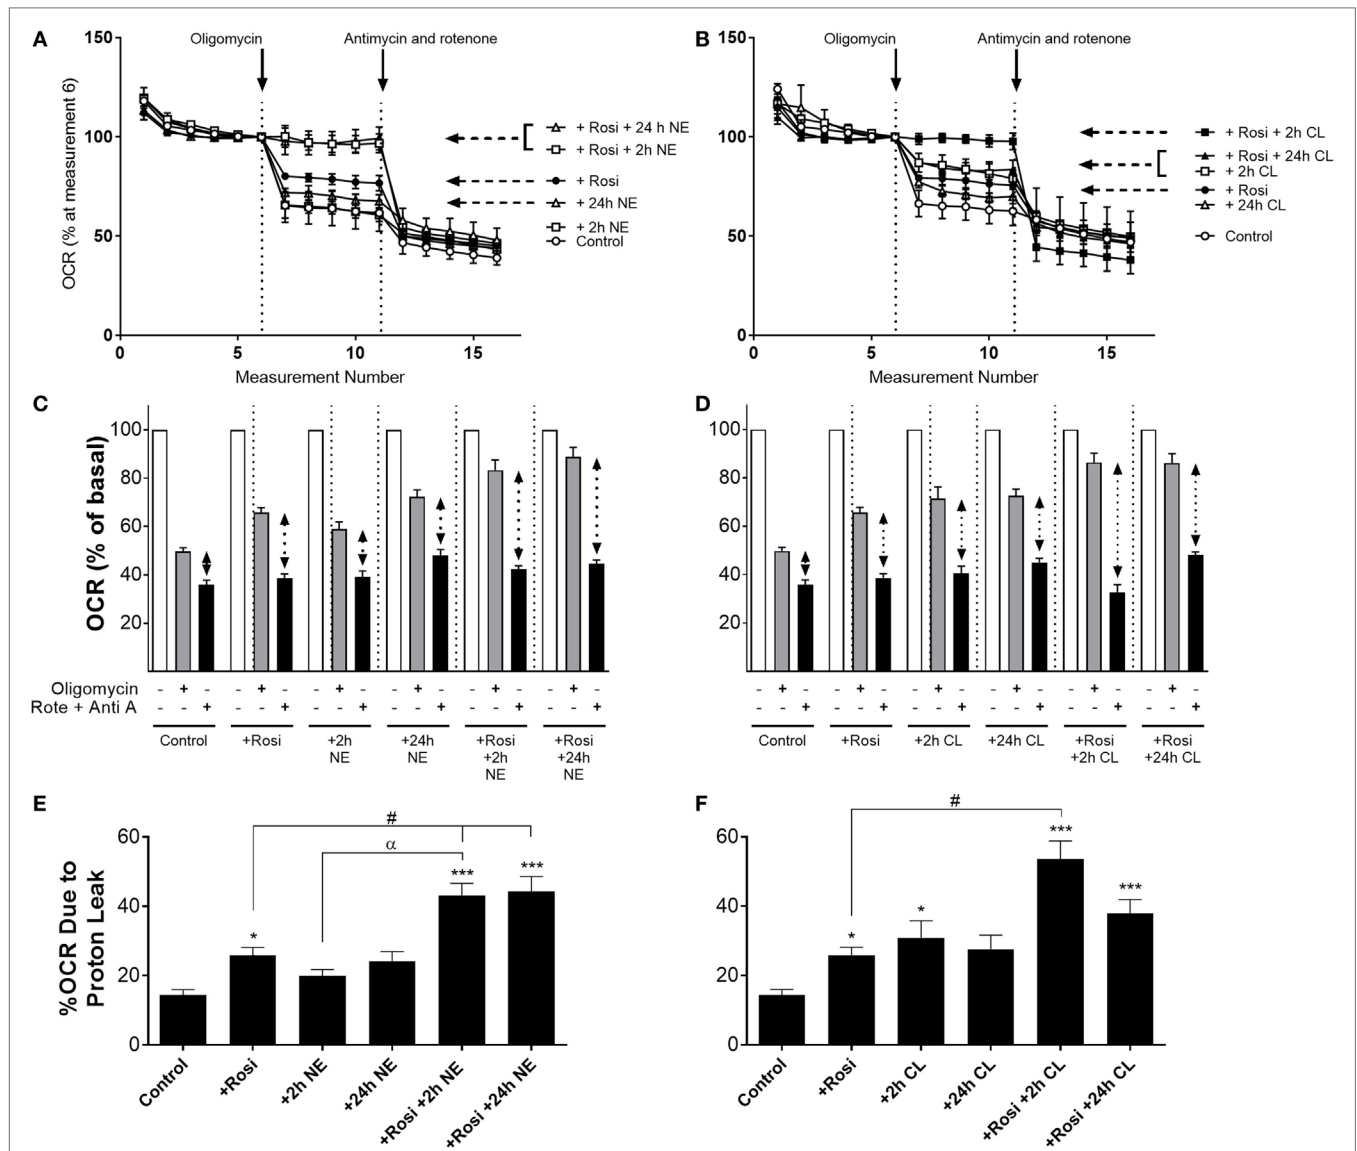 A
Oligomycin
Antimycin and rotenone
150
100
50
0
OCR (% at measurement 6)
0
5
10
15
Measurement Number
+ Rosi + 24 h NE
+ Rosi + 2h NE
+ Rosi
+ 24h NE
+ 2h NE
Control
B
Oligomycin
Antimycin and rotenone
150
100
50
0
0
5
10
15
Measurement Number
+ Rosi + 2h CL
+ Rosi + 24h CL
+ 2h CL
+ Rosi
+ 24h CL
Control
C
OCR (% of basal)
100
80
60
40
20
Oligomycin - + - - + - - + - - + - - + - - + -
Rote + Anti A - - + - - + - - + - - + - - + - - +
Control
+Rosi
+2h
NE
+24h
NE
+Rosi
+2h
NE
+Rosi
+24h
NE
D
100
80
60
40
20
- + - - + - - + - - + - - + - - + -
- - + - - + - - + - - + - - + - - +
Control
+Rosi
+2h CL
+24h CL
+Rosi
+2h CL
+Rosi
+24h CL
E
%OCR Due to
Proton Leak
60
40
20
0
#
α
*
***
***
Control
+Rosi
+2h NE
+24h NE
+Rosi +2h NE
+Rosi +24h NE
F
60
40
20
0
#
*
*
***
***
Control
+Rosi
+2h CL
+24h CL
+Rosi +2h CL
+Rosi +24h CL